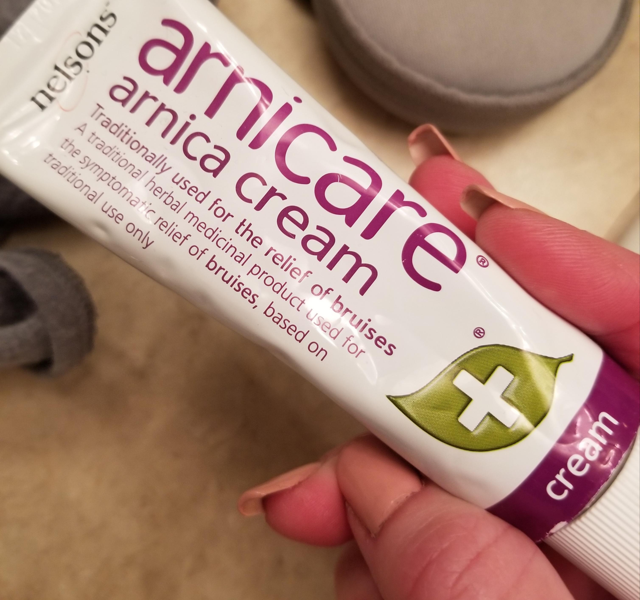 nelsons™
arnicare®
arnica cream
Traditionally used for the relief of bruises
A traditional herbal medicinal product used for
the symptomatic relief of bruises, based on
traditional use only
®
cream